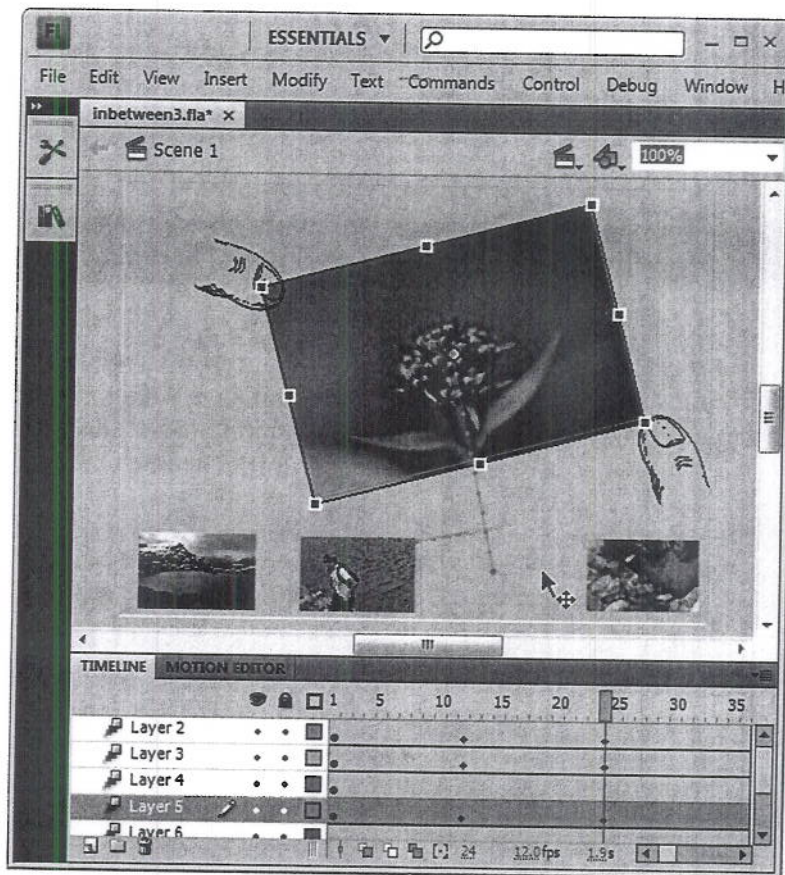 Fl ESSENTIALS
File Edit View Insert Modify Text Commands Control Debug Window H
inbetween3.fla* ×
Scene 1 100%
TIMELINE MOTION EDITOR
1 5 10 15 20 25 30 35
Layer 2
Layer 3
Layer 4
Layer 5
Layer 6
24 12.0fps 1.9s